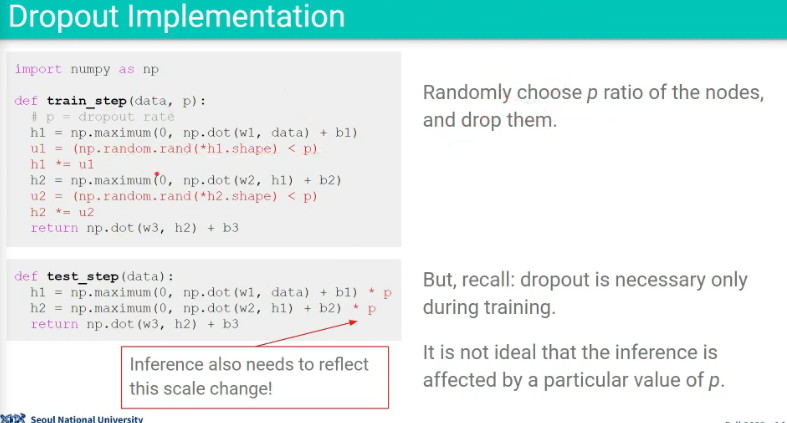 Dropout Implementation
import numpy as np
def train_step(data, p):
# p = dropout rate
h1 = np.maximum(0, np.dot(w1, data) + b1)
u1 = (np.random.rand(*h1.shape) < p)
h1 *= u1
h2 = np.maximum(0, np.dot(w2, h1) + b2)
u2 = (np.random.rand(*h2.shape) < p)
h2 *= u2
return np.dot(w3, h2) + b3
Randomly choose p ratio of the nodes,
and drop them.
def test_step(data):
h1 = np.maximum(0, np.dot(w1, data) + b1) * p
h2 = np.maximum(0, np.dot(w2, h1) + b2) * p
return np.dot(w3, h2) + b3
Inference also needs to reflect
this scale change!
But, recall: dropout is necessary only
during training.
It is not ideal that the inference is
affected by a particular value of p.
Seoul National University